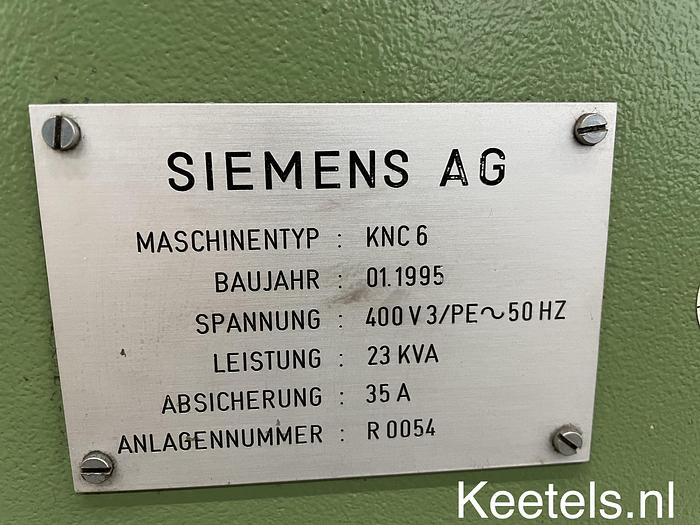 SIEMENS AG
MASCHINENTYP : KNC 6
BAUJAHR : 01.1995
SPANNUNG : 400 V 3/PE∼50 HZ
LEISTUNG : 23 KVA
ABSICHERUNG : 35 A
ANLAGENNUMMER : R 0054
Keetels.nl